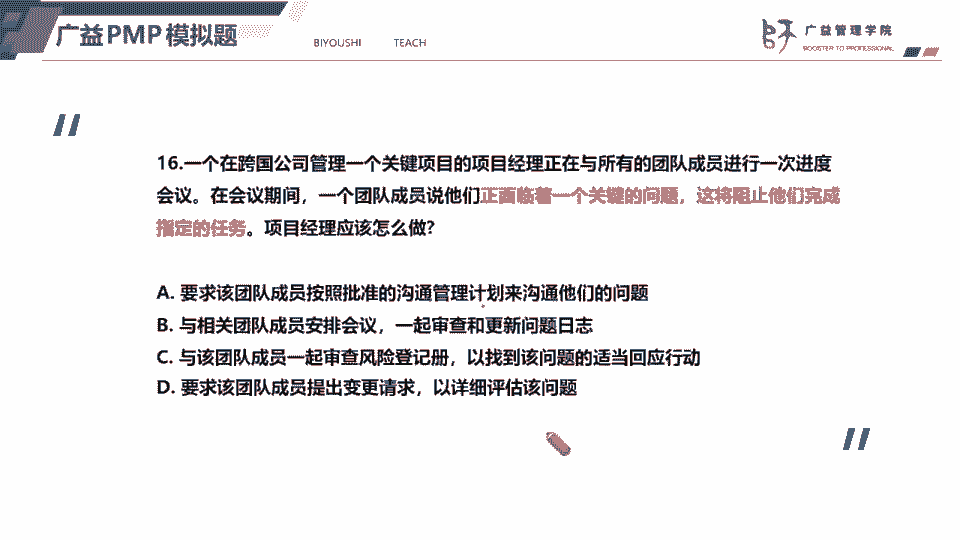 广益PMP模拟题
BIYOUSHI TEACH
广益管理学院
BOOSTER TO PROFESSIONAL
16.一个在跨国公司管理一个关键项目的项目经理正在与所有的团队成员进行一次进度
会议。在会议期间，一个团队成员说他们正面临着一个关键的问题，这将阻止他们完成
指定的任务。项目经理应该怎么做?
A. 要求该团队成员按照批准的沟通管理计划来沟通他们的问题
B. 与相关团队成员安排会议，一起审查和更新问题日志
C. 与该团队成员一起审查风险登记册，以找到该问题的适当回应行动
D. 要求该团队成员提出变更请求，以详细评估该问题